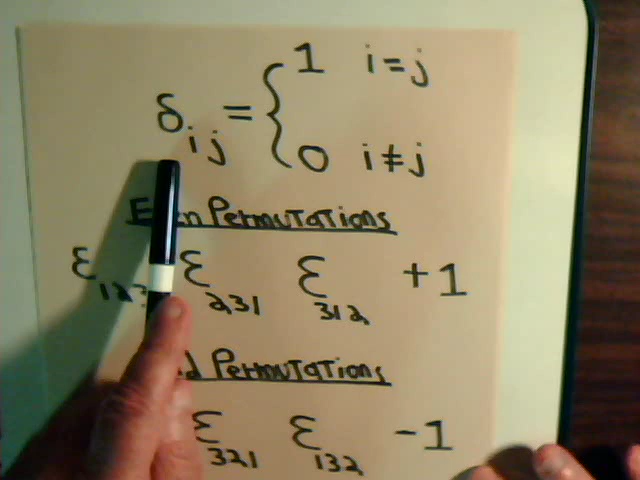 δij = { 1 i=j
0 i≠j
Permutations
ε ε231 ε312 +1
Permutations
ε321 ε132 -1